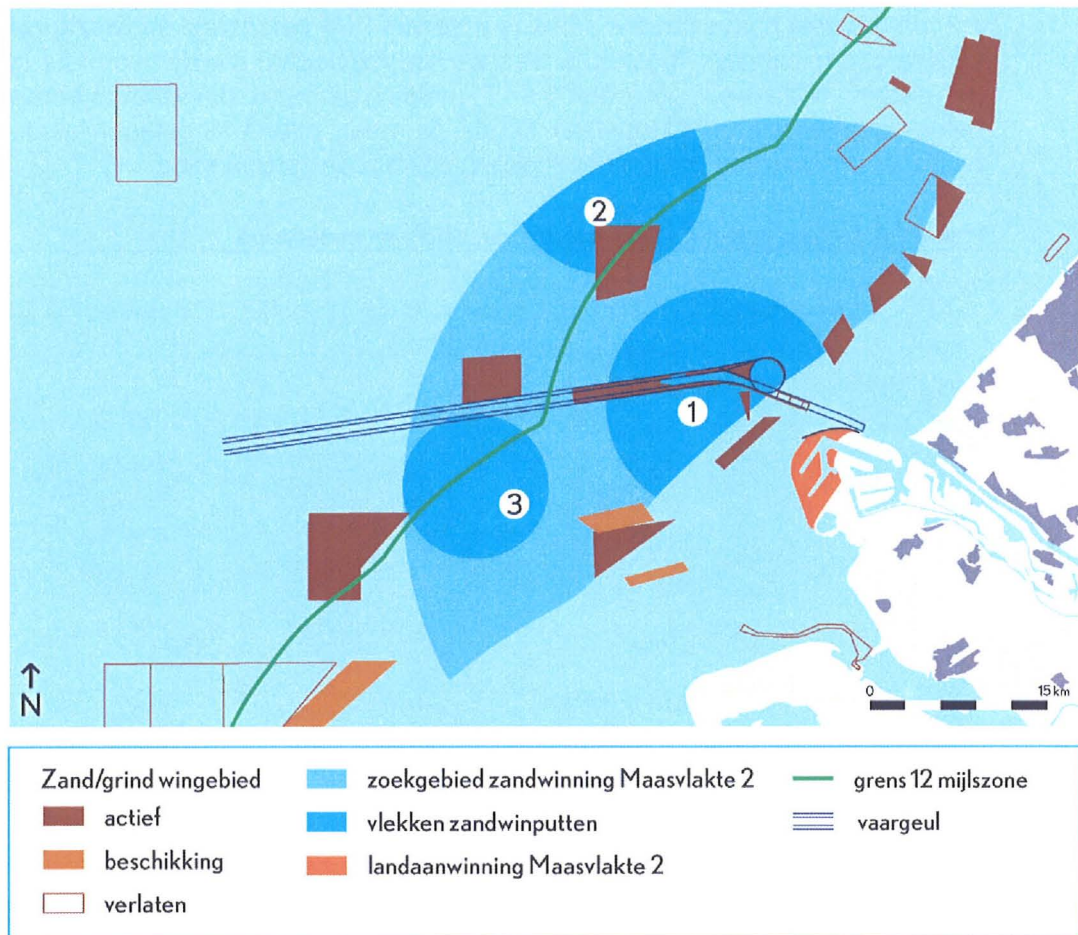 2
1
3
↑
N
0 15 km
Zand/grind wingebied
actief
beschikking
verlaten
zoekgebied zandwinning Maasvlakte 2
vlekken zandwinputten
landaanwinning Maasvlakte 2
grens 12 mijlszone
vaargeul